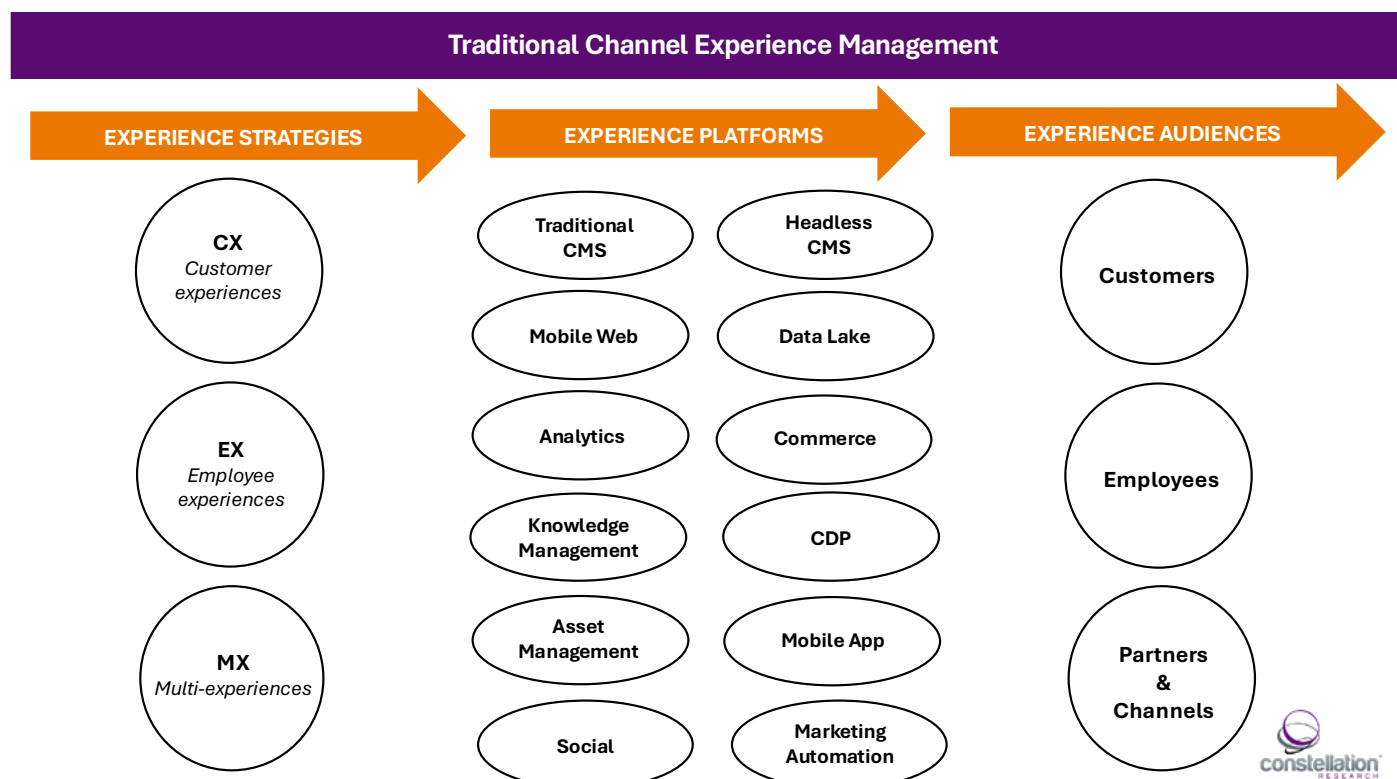 Traditional Channel Experience Management
EXPERIENCE STRATEGIES
EXPERIENCE PLATFORMS
EXPERIENCE AUDIENCES
CX
Customer
experiences
EX
Employee
experiences
MX
Multi-experiences
Traditional
CMS
Headless
CMS
Mobile Web
Data Lake
Analytics
Commerce
Knowledge
Management
CDP
Asset
Management
Mobile App
Social
Marketing
Automation
Customers
Employees
Partners
&
Channels
constellation
RESEARCH